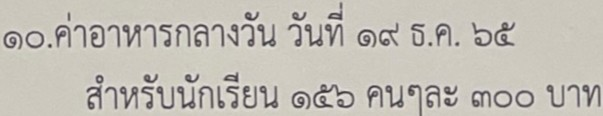 ๑๐.ค่าอาหารกลางวัน วันที่ ๑๙ ธ.ค. ๖๕
สำหรับนักเรียน ๑๕๖ คนๆละ ๓๐๐ บาท